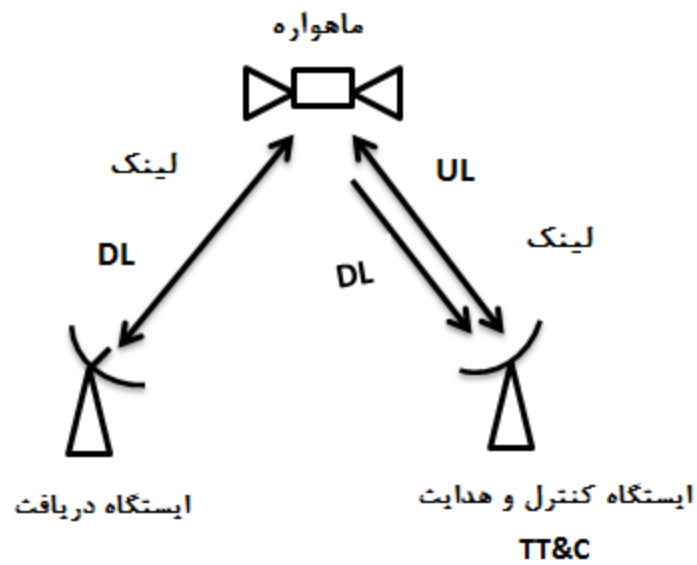 ماهواره
لینک
UL
لینک
DL
DL
ایستگاه دریافت
ایستگاه کنترل و هدایت
TT&C